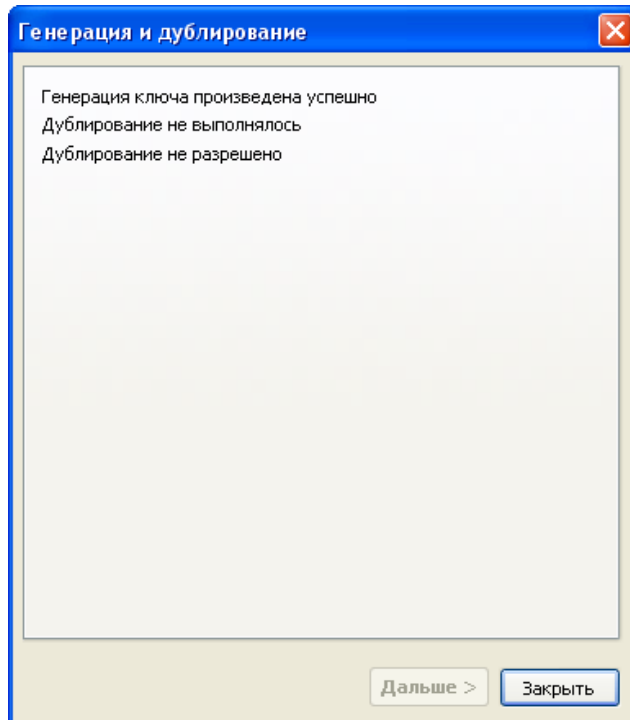 Генерация и дублирование
Генерация ключа произведена успешно
Дублирование не выполнялось
Дублирование не разрешено
Дальше > Закрыть